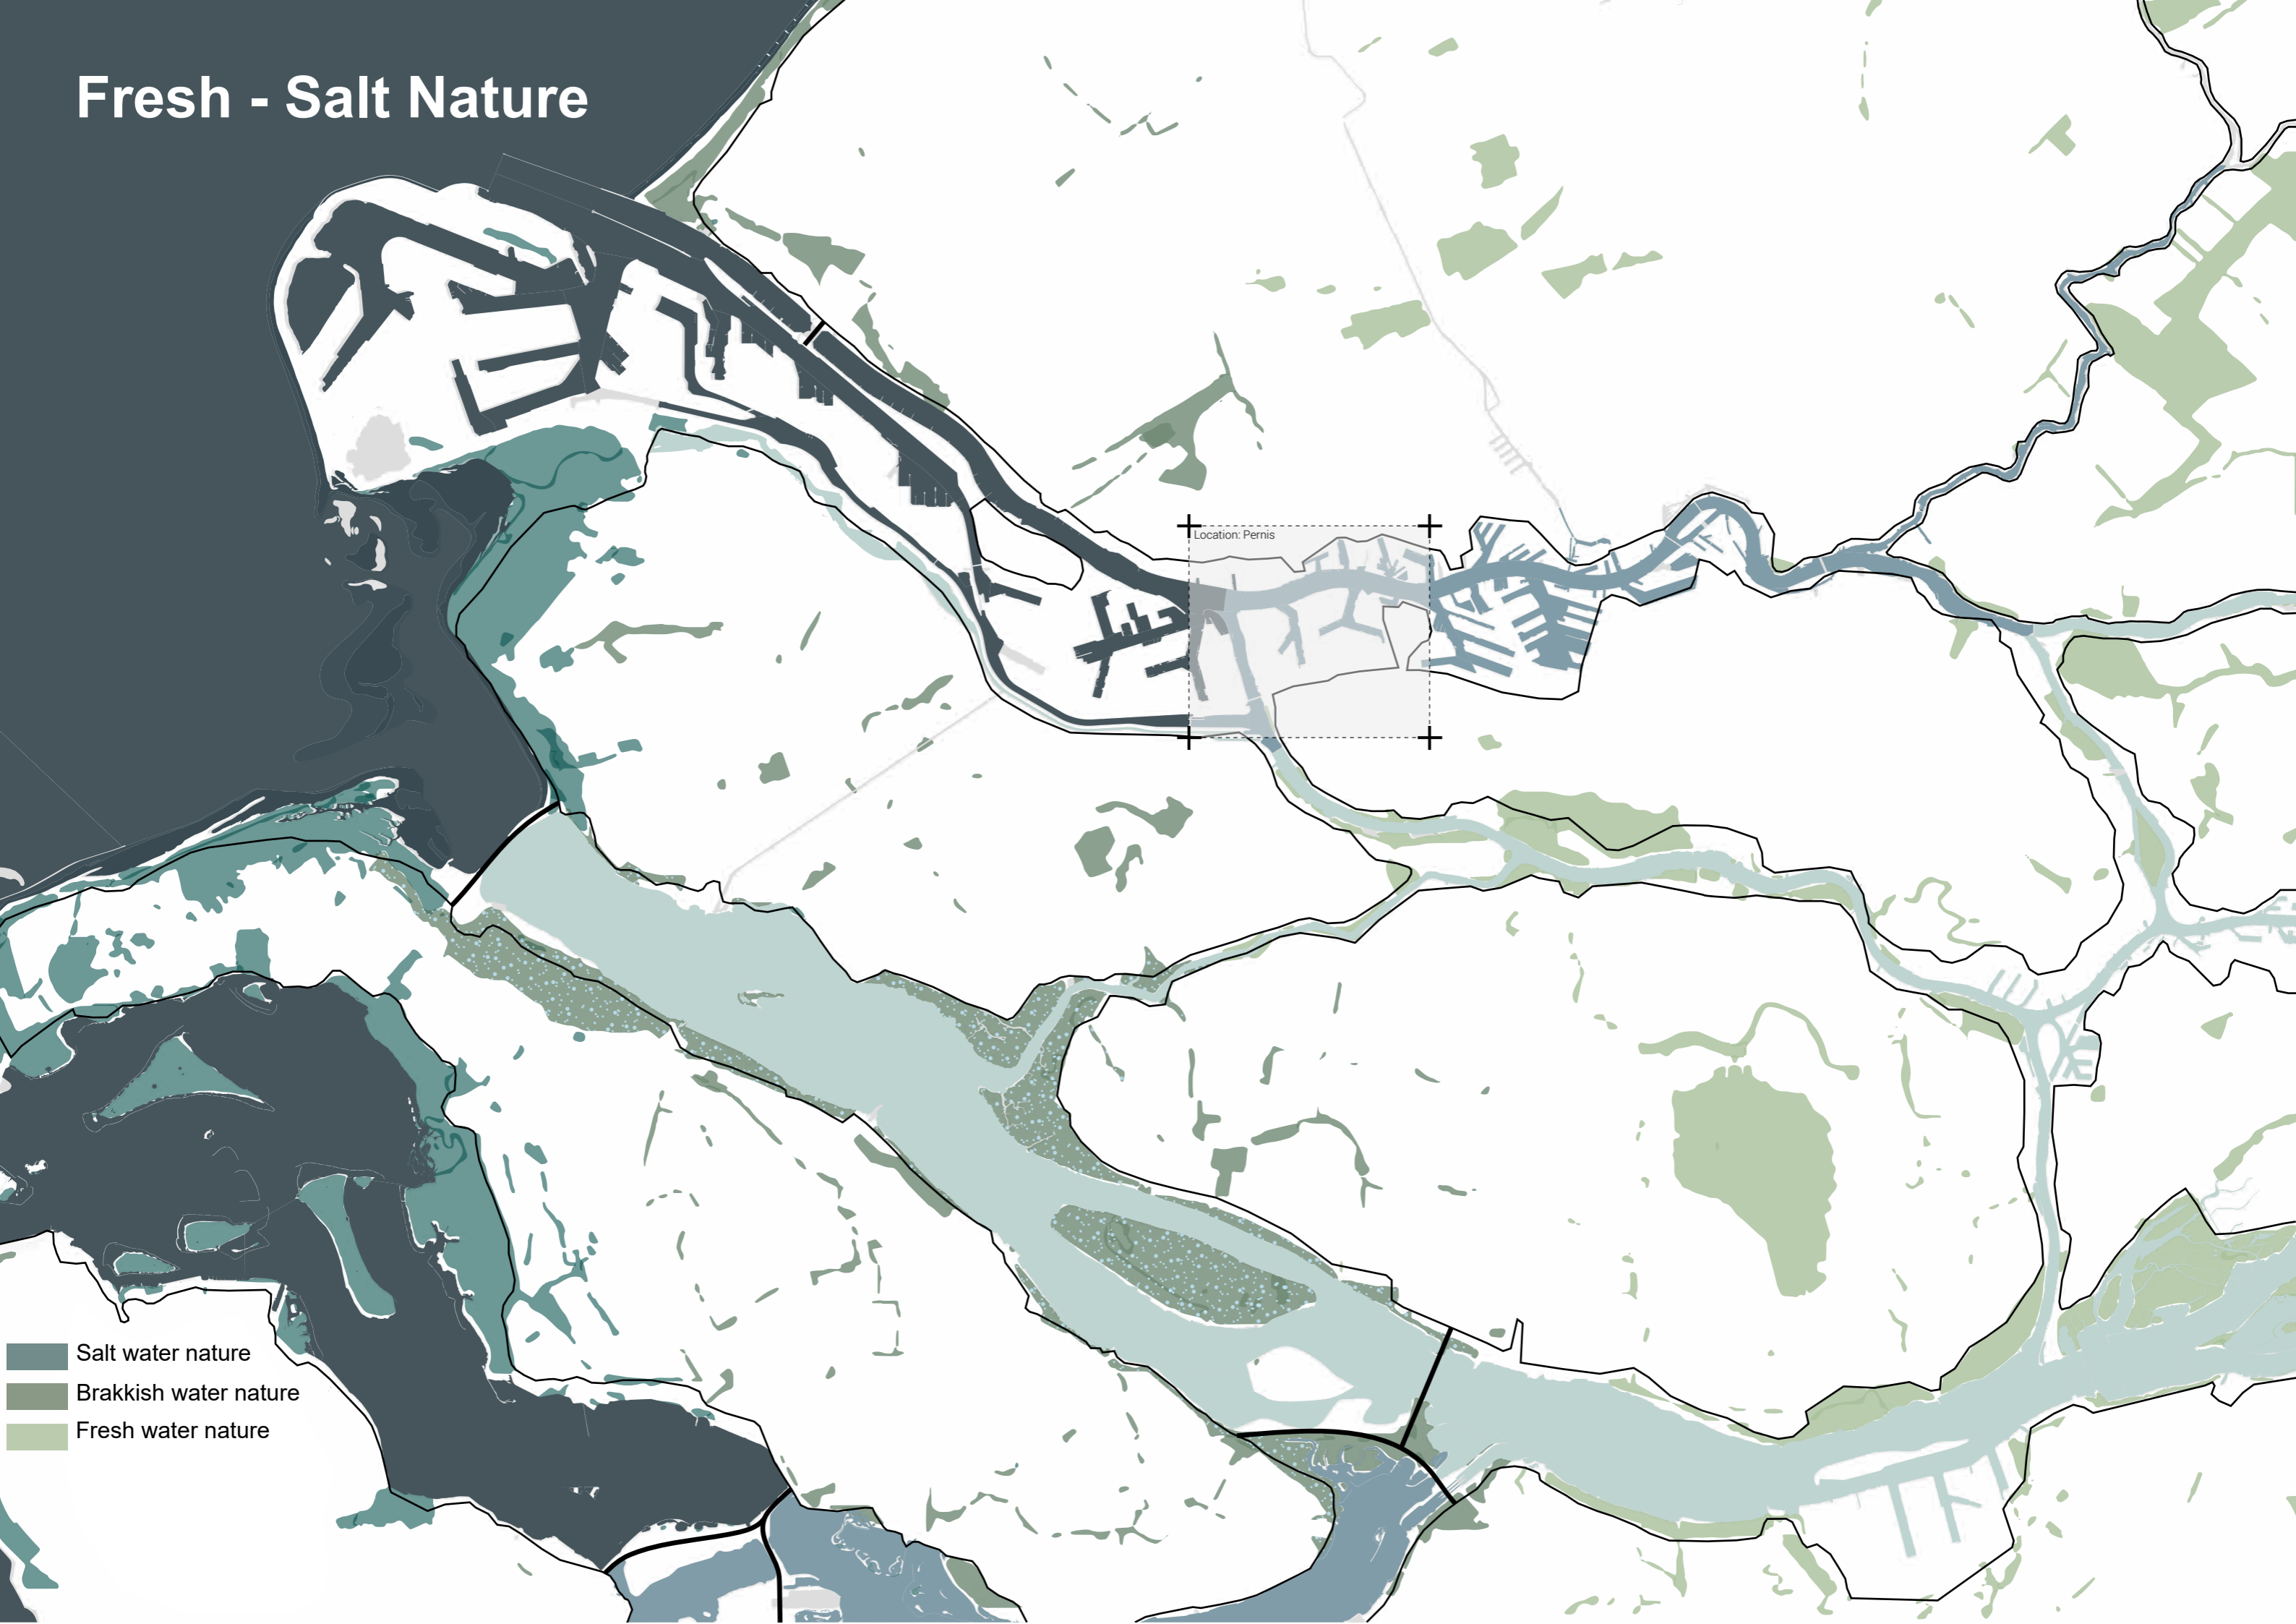 Fresh - Salt Nature
Location: Pernis
Salt water nature
Brakkish water nature
Fresh water nature